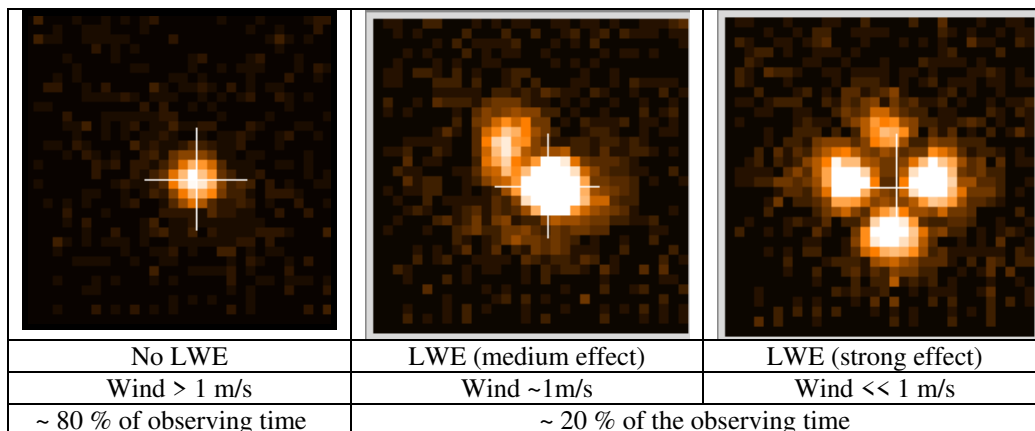 No LWE LWE (medium effect) LWE (strong effect)
Wind > 1 m/s Wind ~1m/s Wind << 1 m/s
~ 80 % of observing time ~ 20 % of the observing time